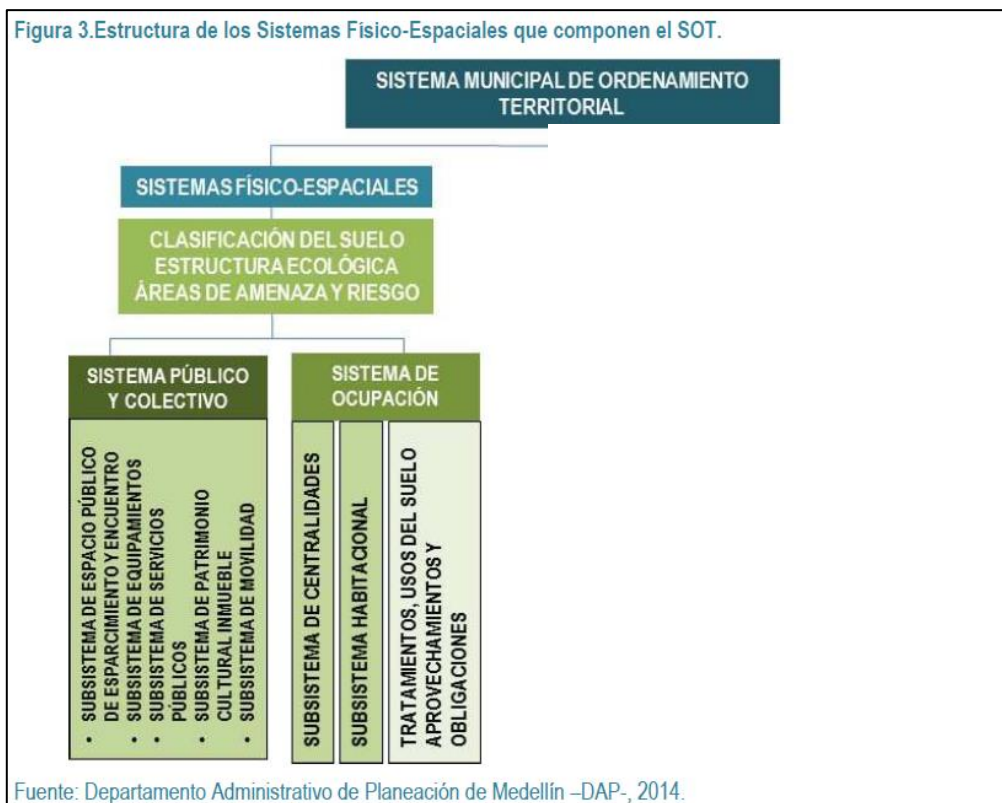 Figura 3.Estructura de los Sistemas Físico-Espaciales que componen el SOT.
SISTEMA MUNICIPAL DE ORDENAMIENTO
TERRITORIAL
SISTEMAS FÍSICO-ESPACIALES
CLASIFICACIÓN DEL SUELO
ESTRUCTURA ECOLÓGICA
ÁREAS DE AMENAZA Y RIESGO
SISTEMA PÚBLICO
Y COLECTIVO
• SUBSISTEMA DE ESPACIO PÚBLICO
DE ESPARCIMIENTO Y ENCUENTRO
• SUBSISTEMA DE EQUIPAMIENTOS
• SUBSISTEMA DE SERVICIOS
PÚBLICOS
• SUBSISTEMA DE PATRIMONIO
CULTURAL INMUEBLE
• SUBSISTEMA DE MOVILIDAD
SISTEMA DE
OCUPACIÓN
SUBSISTEMA DE CENTRALIDADES
SUBSISTEMA HABITACIONAL
TRATAMIENTOS, USOS DEL SUELO
APROVECHAMIENTOS Y
OBLIGACIONES
Fuente: Departamento Administrativo de Planeación de Medellín –DAP-, 2014.